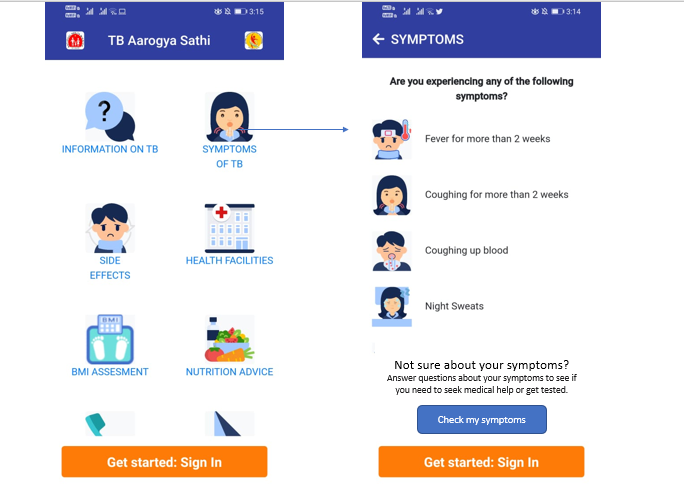 3:15
TB Aarogya Sathi
?
INFORMATION ON TB
SYMPTOMS
OF TB
SIDE
EFFECTS
HEALTH FACILITIES
BMI
BMI ASSESMENT
NUTRITION ADVICE
Get started: Sign In
3:14
SYMPTOMS
Are you experiencing any of the following
symptoms?
Fever for more than 2 weeks
Coughing for more than 2 weeks
Coughing up blood
Night Sweats
Not sure about your symptoms?
Answer questions about your symptoms to see if
you need to seek medical help or get tested.
Check my symptoms
Get started: Sign In